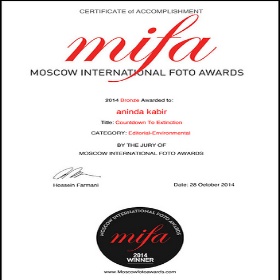 CERTIFICATE of ACCOMPLISHMENT
mifa
MOSCOW INTERNATIONAL FOTO AWARDS
2014 Bronze Awarded to:
aninda kabir
Title: Countdown To Extinction
CATEGORY: Editorial-Environmental
BY THE JURY OF
MOSCOW INTERNATIONAL FOTO AWARDS
Hossein Farmani
Date: 28 October 2014
MOSCOW INTERNATIONAL FOTO AWARDS
mifa
2014
WINNER
www.Moscowfotoawards.com